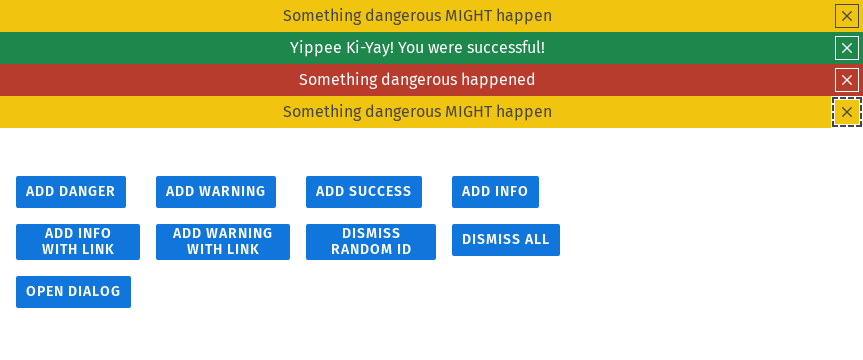 Something dangerous MIGHT happen
Yippee Ki-Yay! You were successful!
Something dangerous happened
Something dangerous MIGHT happen
ADD DANGER
ADD WARNING
ADD SUCCESS
ADD INFO
ADD INFO
WITH LINK
ADD WARNING
WITH LINK
DISMISS
RANDOM ID
DISMISS ALL
OPEN DIALOG